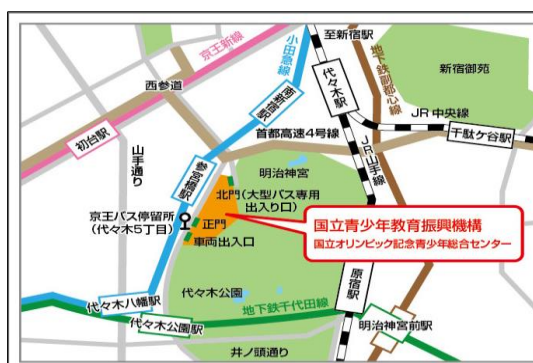 至新宿駅
京王新線
小田急線
地下鉄副都心線
新宿御苑
西参道
南新宿駅
代々木駅
JR中央線
千駄ケ谷駅
初台駅
山手通り
首都高速4号線
JR山手線
参宮橋駅
明治神宮
北門(大型バス専用
出入り口)
京王バス停留所
(代々木5丁目)
正門
車両出入口
国立青少年教育振興機構
国立オリンピック記念青少年総合センター
原宿駅
代々木公園
代々木八幡駅
代々木公園駅
地下鉄千代田線
明治神宮前駅
井ノ頭通り